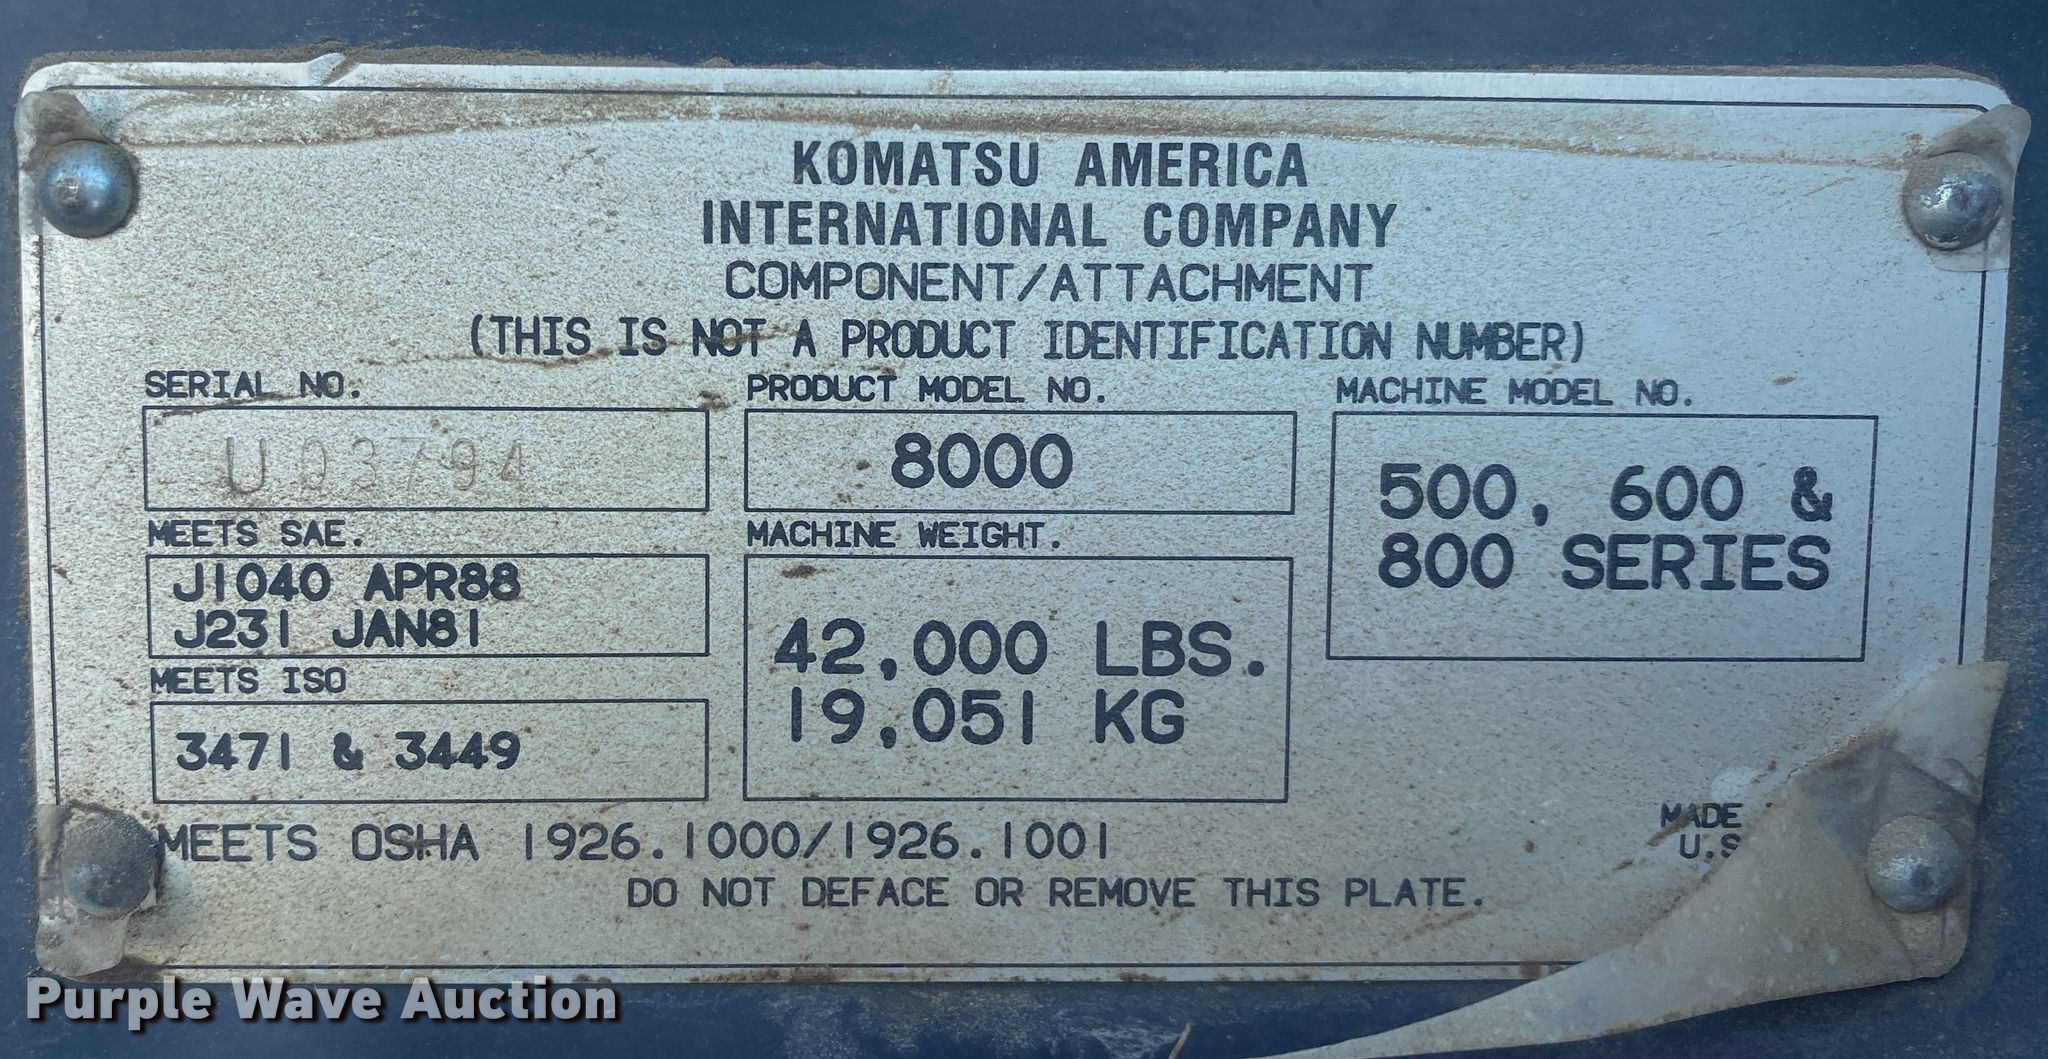 KOMATSU AMERICA
INTERNATIONAL COMPANY
COMPONENT/ATTACHMENT
(THIS IS NOT A PRODUCT IDENTIFICATION NUMBER)
SERIAL NO.
U03794
PRODUCT MODEL NO.
8000
MACHINE MODEL NO.
500, 600 &
800 SERIES
MEETS SAE.
J1040 APR88
J231 JAN81
MACHINE WEIGHT.
42,000 LBS.
19,051 KG
MEETS ISO
3471 & 3449
MEETS OSHA 1926.1000/1926.1001
MADE
U.S
DO NOT DEFACE OR REMOVE THIS PLATE.
Purple Wave Auction